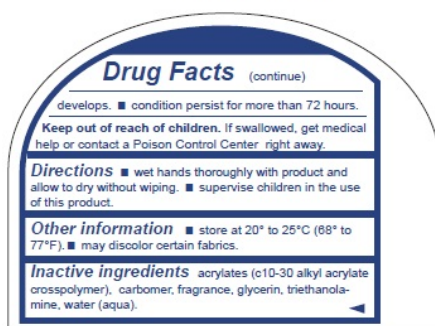 Drug Facts (continue)
develops. ■ condition persist for more than 72 hours.
Keep out of reach of children. If swallowed, get medical
help or contact a Poison Control Center right away.
Directions ■ wet hands thoroughly with product and
allow to dry without wiping. ■ supervise children in the use
of this product.
Other information ■ store at 20° to 25°C (68° to
77°F). ■ may discolor certain fabrics.
Inactive ingredients acrylates (c10-30 alkyl acrylate
crosspolymer), carbomer, fragrance, glycerin, triethanola-
mine, water (aqua).